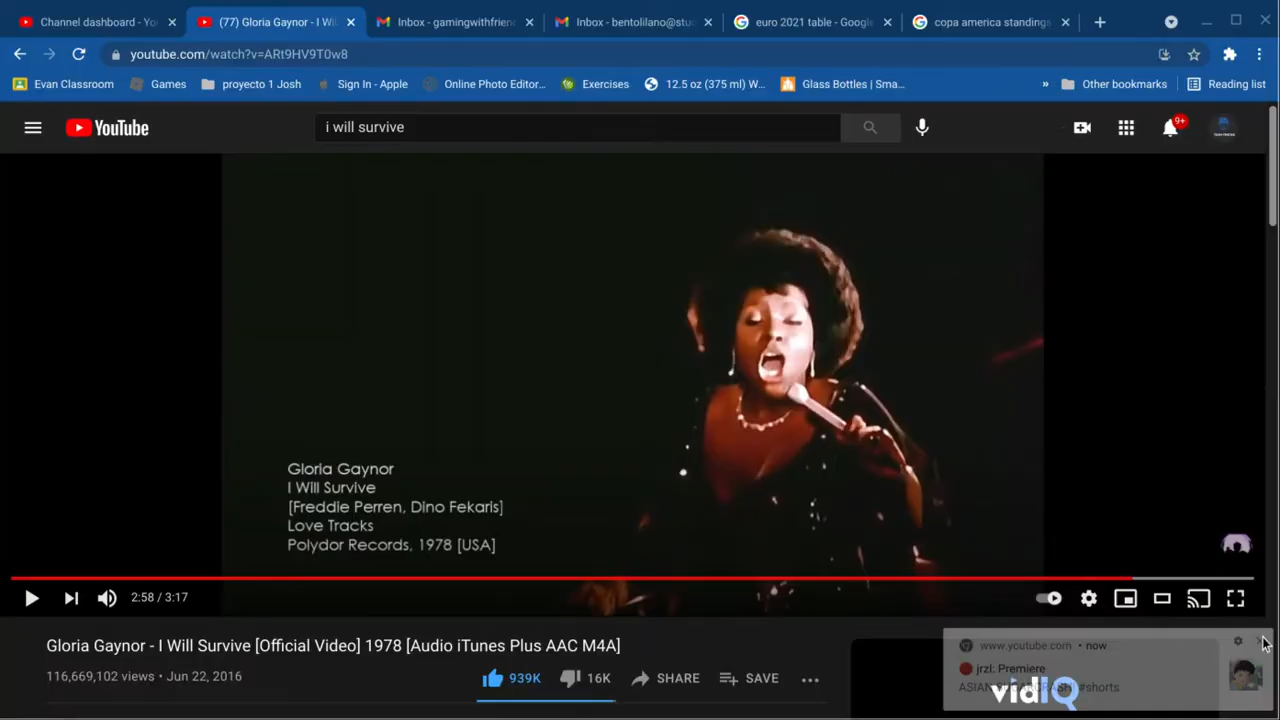 Channel dashboard - Yo
(77) Gloria Gaynor - I Wi
Inbox - gamingwithfrien
Inbox - bentolilano@stu
euro 2021 table - Google
copa america standings
youtube.com/watch?v=ARt9HV9T0w8
Evan Classroom
Games
proyecto 1 Josh
Sign In - Apple
Online Photo Editor...
Exercises
12.5 oz (375 ml) W...
Glass Bottles | Sma...
»
Other bookmarks
Reading list
YouTube
i will survive
9+
Gloria Gaynor
I Will Survive
[Freddie Perren, Dino Fekaris]
Love Tracks
Polydor Records, 1978 [USA]
2:58 / 3:17
Gloria Gaynor - I Will Survive [Official Video] 1978 [Audio iTunes Plus AAC M4A]
116,669,102 views • Jun 22, 2016
939K
16K
SHARE
SAVE
www.youtube.com • now
jrzl: Premiere
ASIAN #shorts
vidIQ